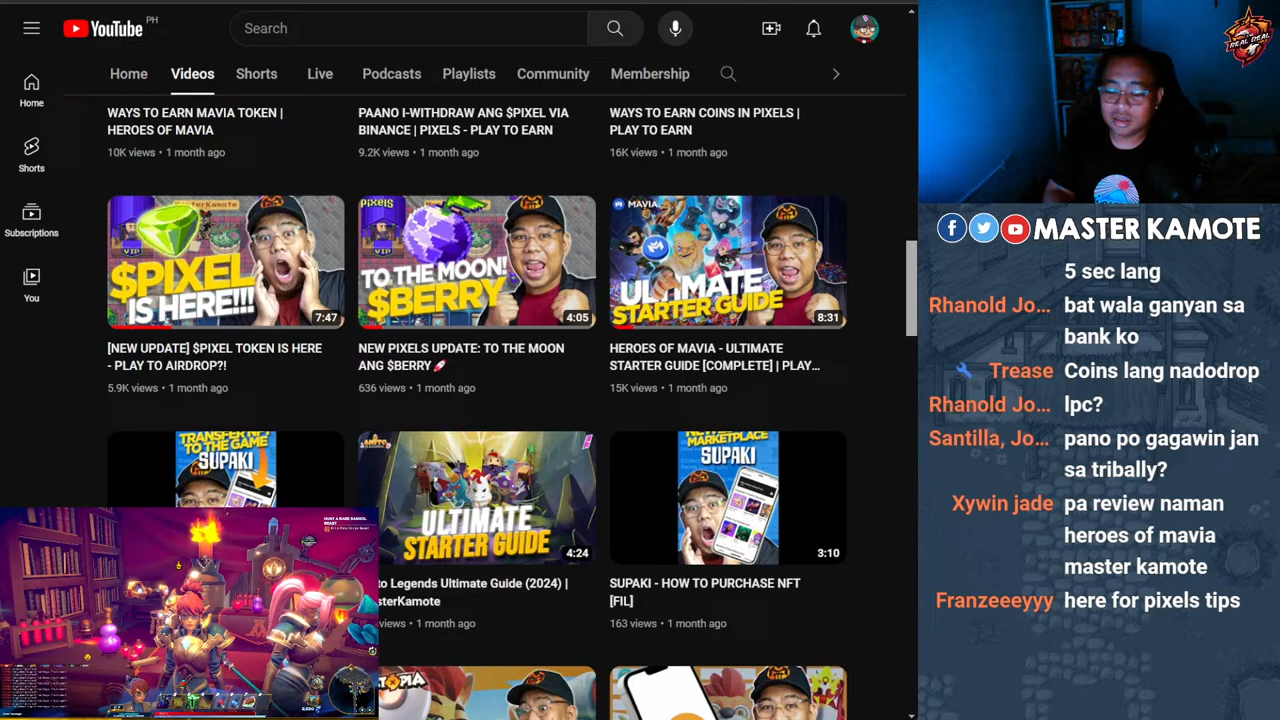 YouTube PH
Search
Home
Videos
Shorts
Live
Podcasts
Playlists
Community
Membership
Home
Shorts
Subscriptions
You
WAYS TO EARN MAVIA TOKEN |
HEROES OF MAVIA
10K views • 1 month ago
PAANO I-WITHDRAW ANG $PIXEL VIA
BINANCE | PIXELS - PLAY TO EARN
9.2K views • 1 month ago
WAYS TO EARN COINS IN PIXELS |
PLAY TO EARN
16K views • 1 month ago
VIP
$PIXEL
IS HERE!!!
7:47
[NEW UPDATE] $PIXEL TOKEN IS HERE
- PLAY TO AIRDROP?!
5.9K views • 1 month ago
PIXELS
VIP
TO THE MOON!
$BERRY
4:05
NEW PIXELS UPDATE: TO THE MOON
ANG $BERRY🚀
636 views • 1 month ago
MAVIA
ULTIMATE
STARTER GUIDE
8:31
HEROES OF MAVIA - ULTIMATE
STARTER GUIDE [COMPLETE] | PLAY…
15K views • 1 month ago
TRANSFER NFT
TO THE GAME
SUPAKI
ULTIMATE
STARTER GUIDE
4:24
to Legends Ultimate Guide (2024) |
sterKamote
views • 1 month ago
MARKETPLACE
SUPAKI
3:10
SUPAKI - HOW TO PURCHASE NFT
[FIL]
163 views • 1 month ago
REAL DEAL
MASTER KAMOTE
5 sec lang
Rhanold Jo… bat wala ganyan sa
bank ko
Trease Coins lang nadodrop
Rhanold Jo… lpc?
Santilla, Jo… pano po gagawin jan
sa tribally?
Xywin jade pa review naman
heroes of mavia
master kamote
Franzeeeyyy here for pixels tips